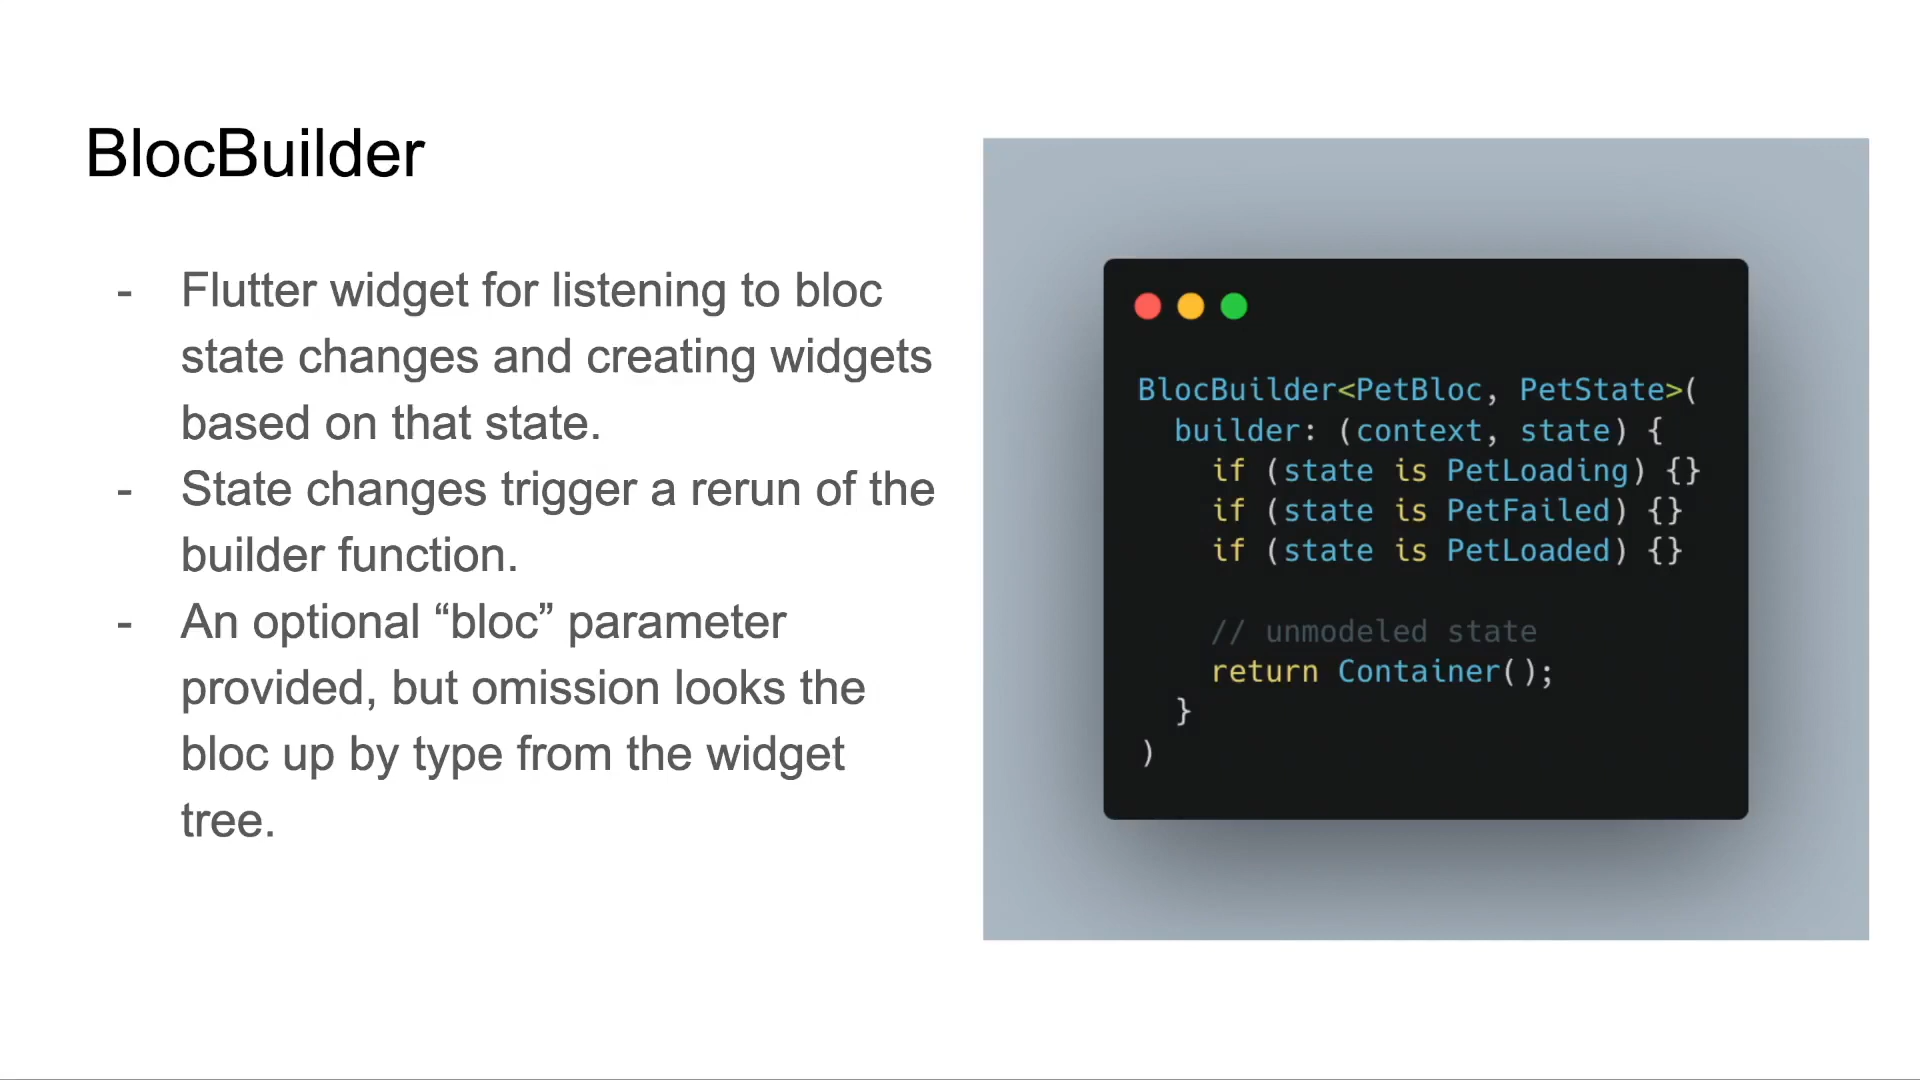 BlocBuilder
- Flutter widget for listening to bloc
state changes and creating widgets
based on that state.
- State changes trigger a rerun of the
builder function.
- An optional “bloc” parameter
provided, but omission looks the
bloc up by type from the widget
tree.
BlocBuilder<PetBloc, PetState>(
  builder: (context, state) {
    if (state is PetLoading) {}
    if (state is PetFailed) {}
    if (state is PetLoaded) {}

    // unmodeled state
    return Container();
  }
)